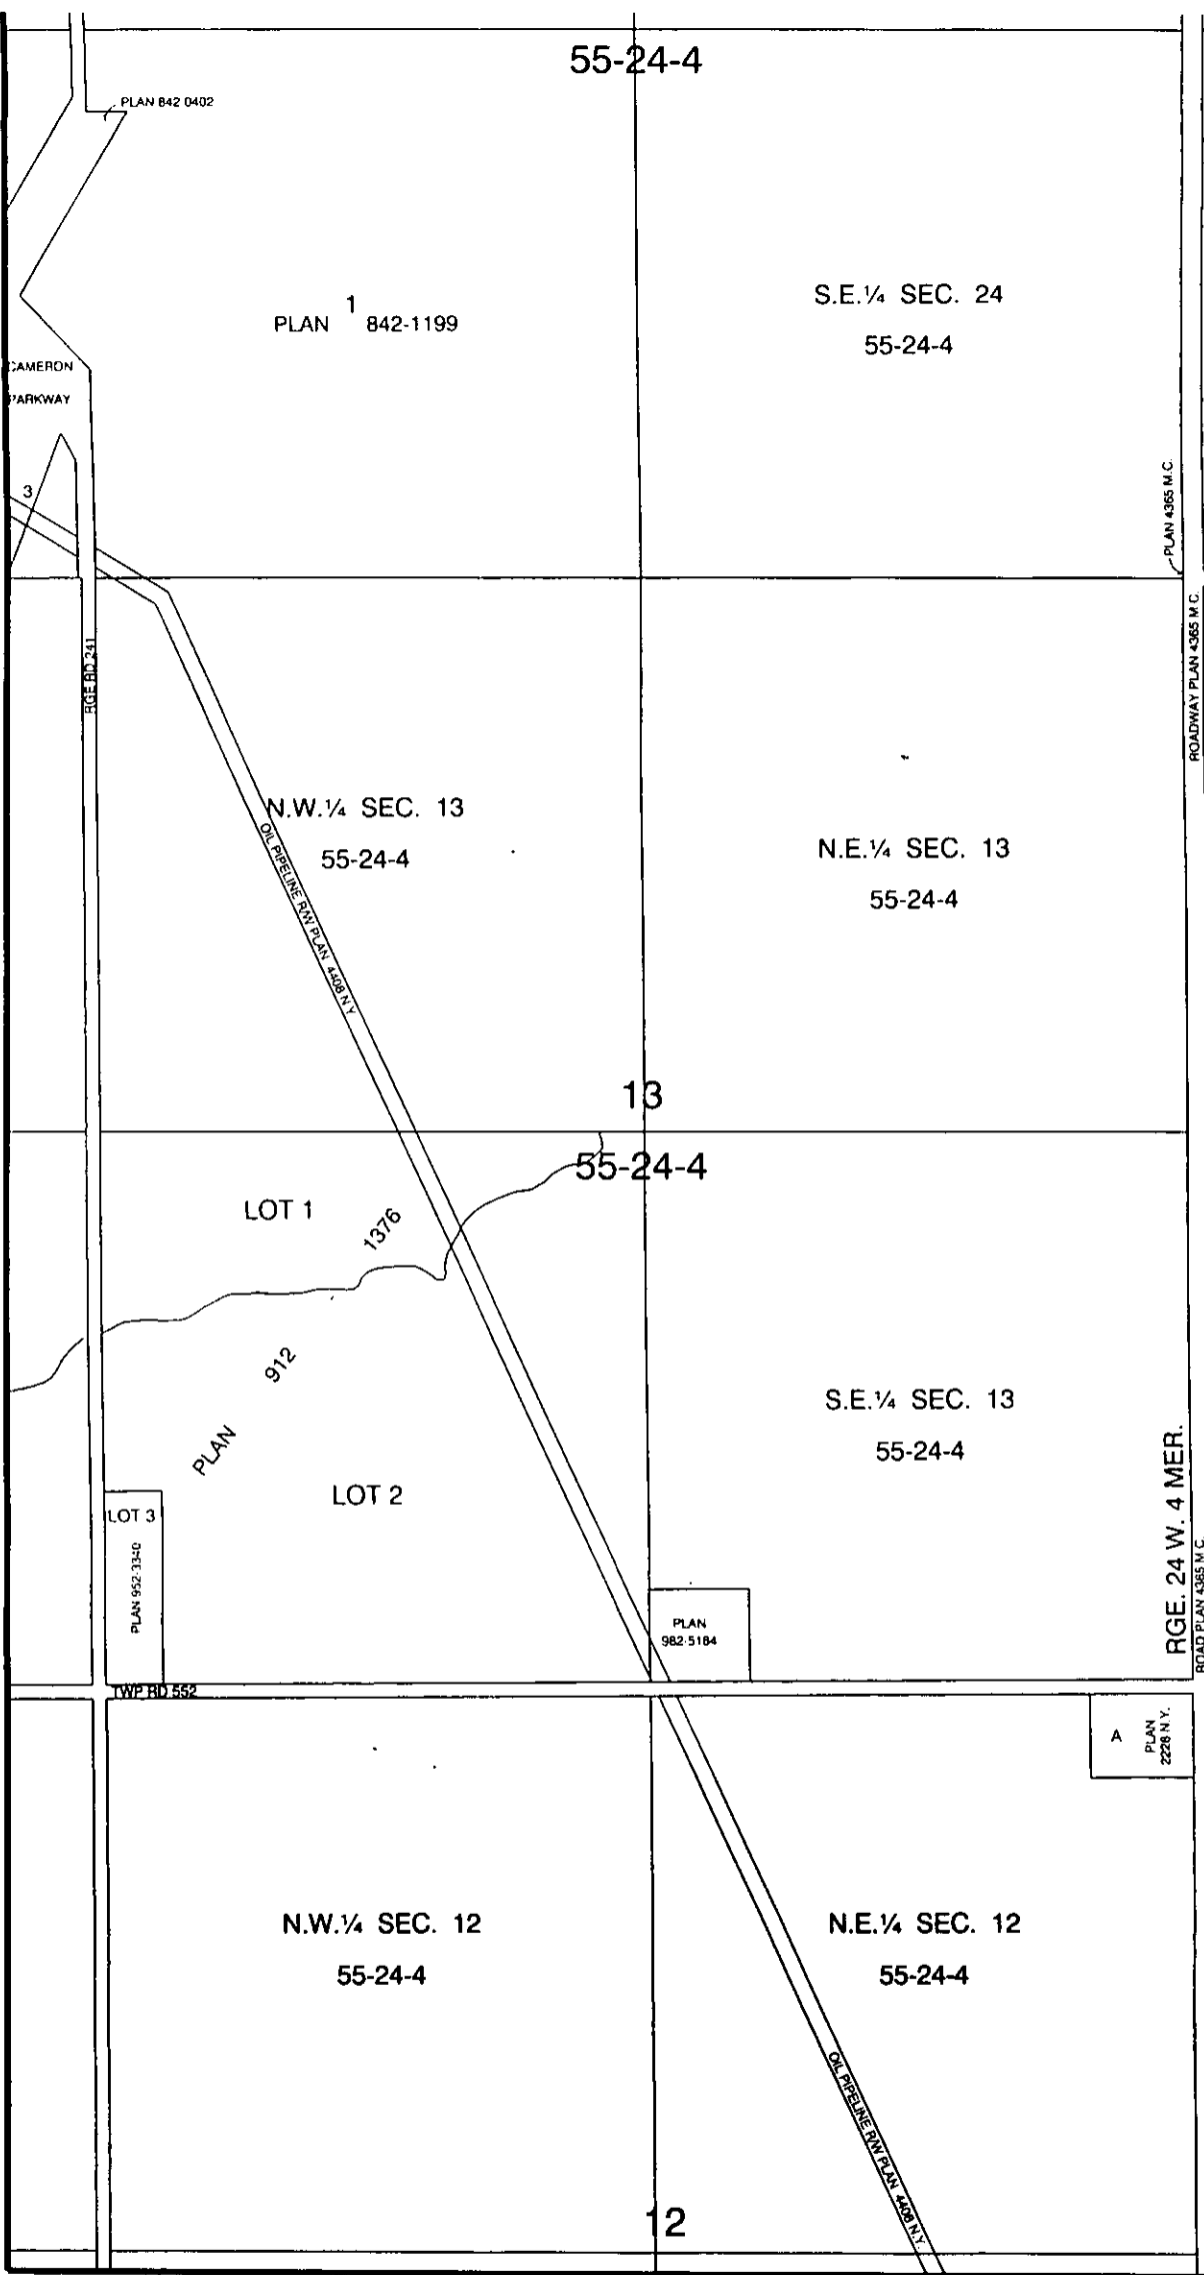 55-24-4
PLAN 842 0402
1
PLAN 842-1199
S.E.¼ SEC. 24
55-24-4
CAMERON
PARKWAY
3
PLAN 4365 M.C.
ROADWAY PLAN 4365 M.C.
RGE RD 241
N.W.¼ SEC. 13
55-24-4
OIL PIPELINE R/W PLAN 4408 N.Y.
N.E.¼ SEC. 13
55-24-4
13
55-24-4
LOT 1
1376
912
PLAN
LOT 2
S.E.¼ SEC. 13
55-24-4
RGE. 24 W. 4 MER.
ROAD PLAN 4365 M.C.
LOT 3
PLAN 952-3340
PLAN
982-5184
TWP RD 552
A
PLAN
2228 N.Y.
N.W.¼ SEC. 12
55-24-4
N.E.¼ SEC. 12
55-24-4
OIL PIPELINE R/W PLAN 4408 N.Y.
12